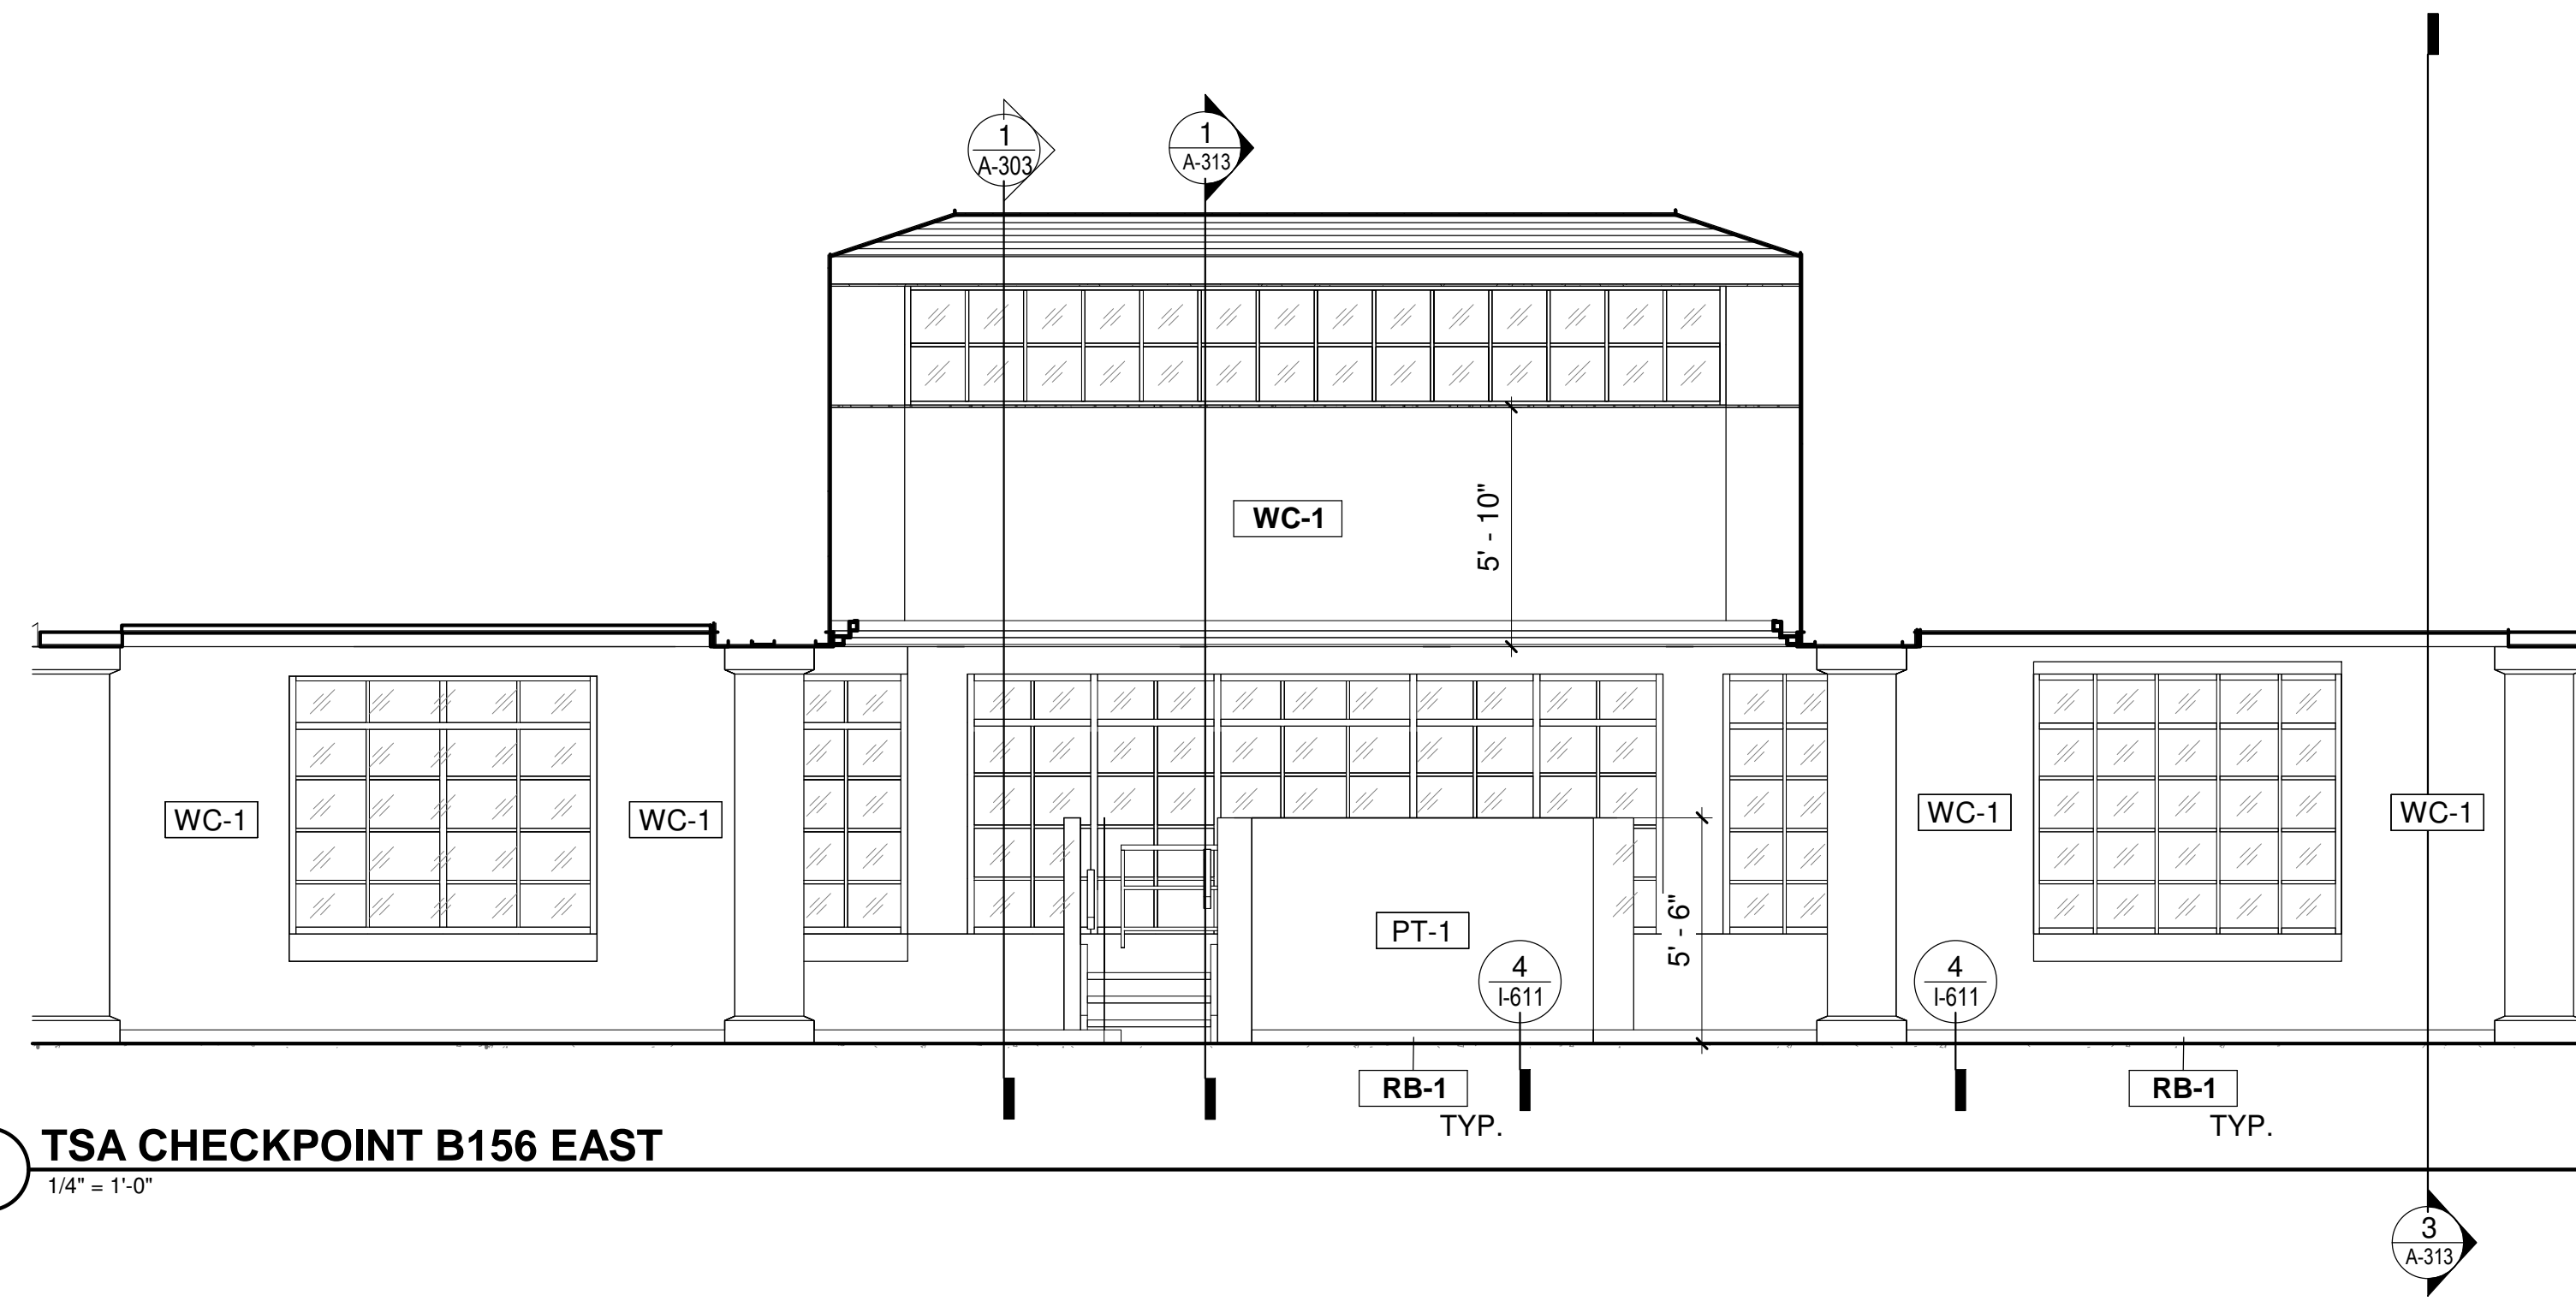 1
A-303
1
A-313
WC-1
5' - 10"
WC-1
WC-1
WC-1
WC-1
PT-1
5' - 6"
4
I-611
4
I-611
RB-1
TYP.
RB-1
TYP.
TSA CHECKPOINT B156 EAST
1/4" = 1'-0"
3
A-313